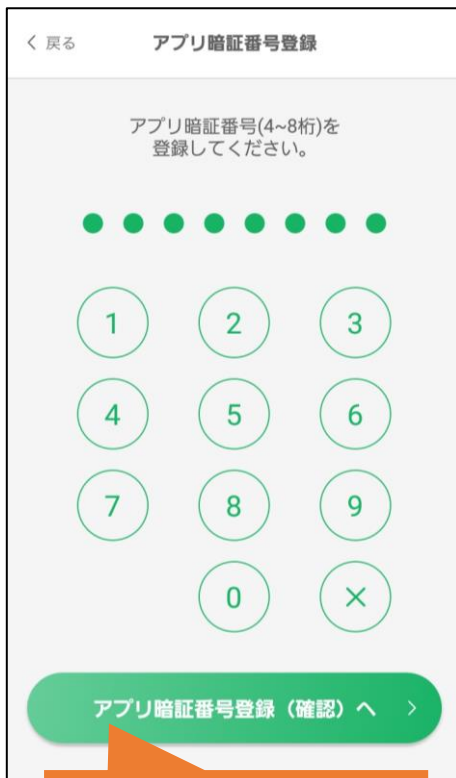 戻る アプリ暗証番号登録
アプリ暗証番号(4~8桁)を
登録してください。
1 2 3
4 5 6
7 8 9
0
アプリ暗証番号登録（確認）へ